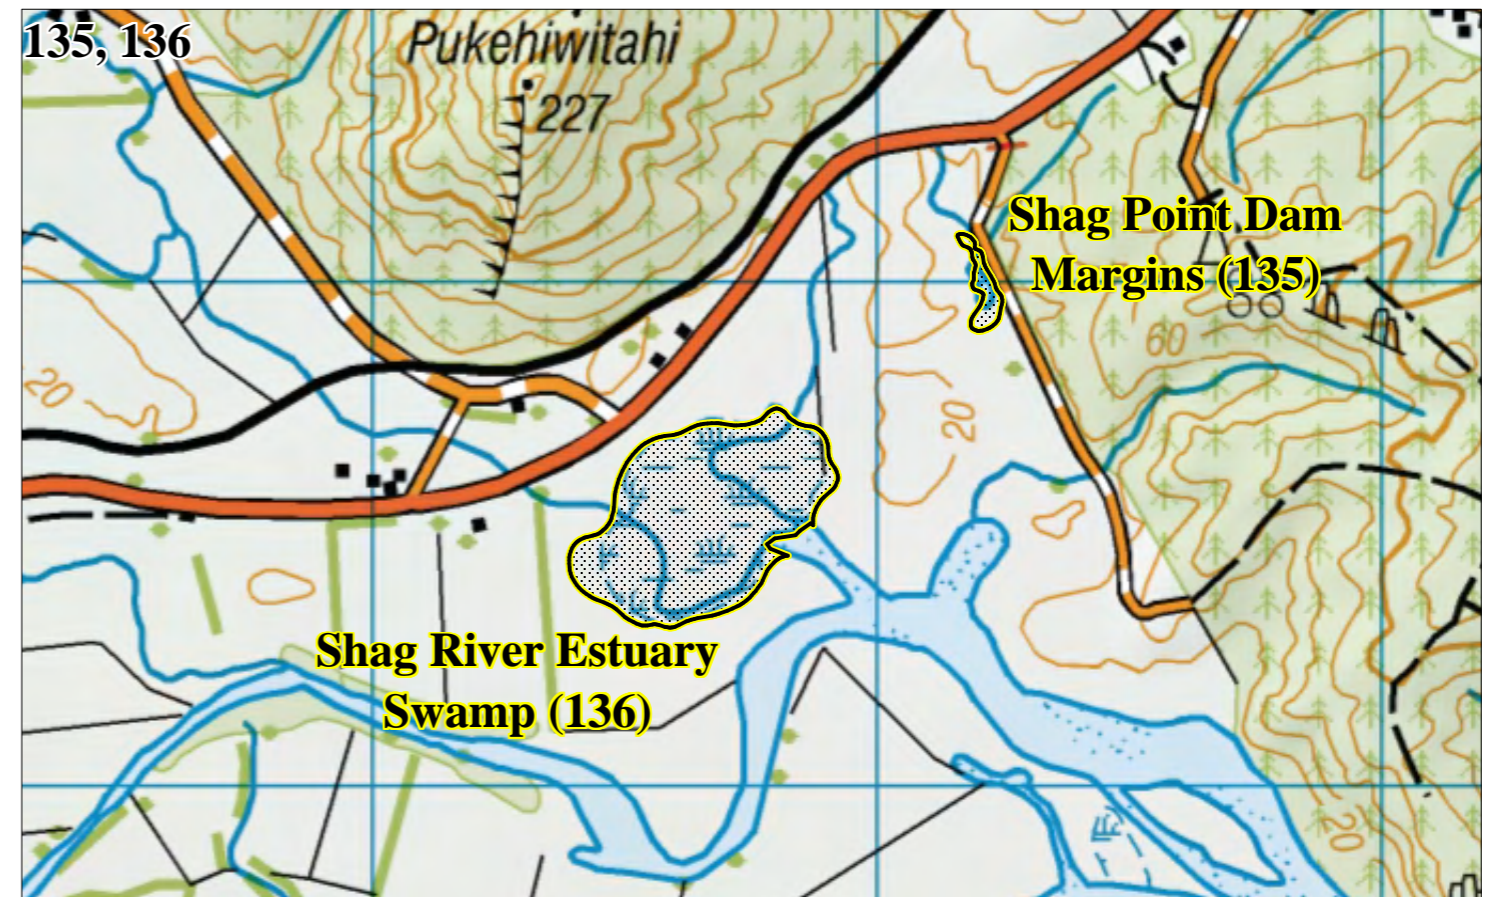 135, 136
Pukehiwitahi
227
Shag Point Dam
Margins (135)
60
20
20
Shag River Estuary
Swamp (136)
20